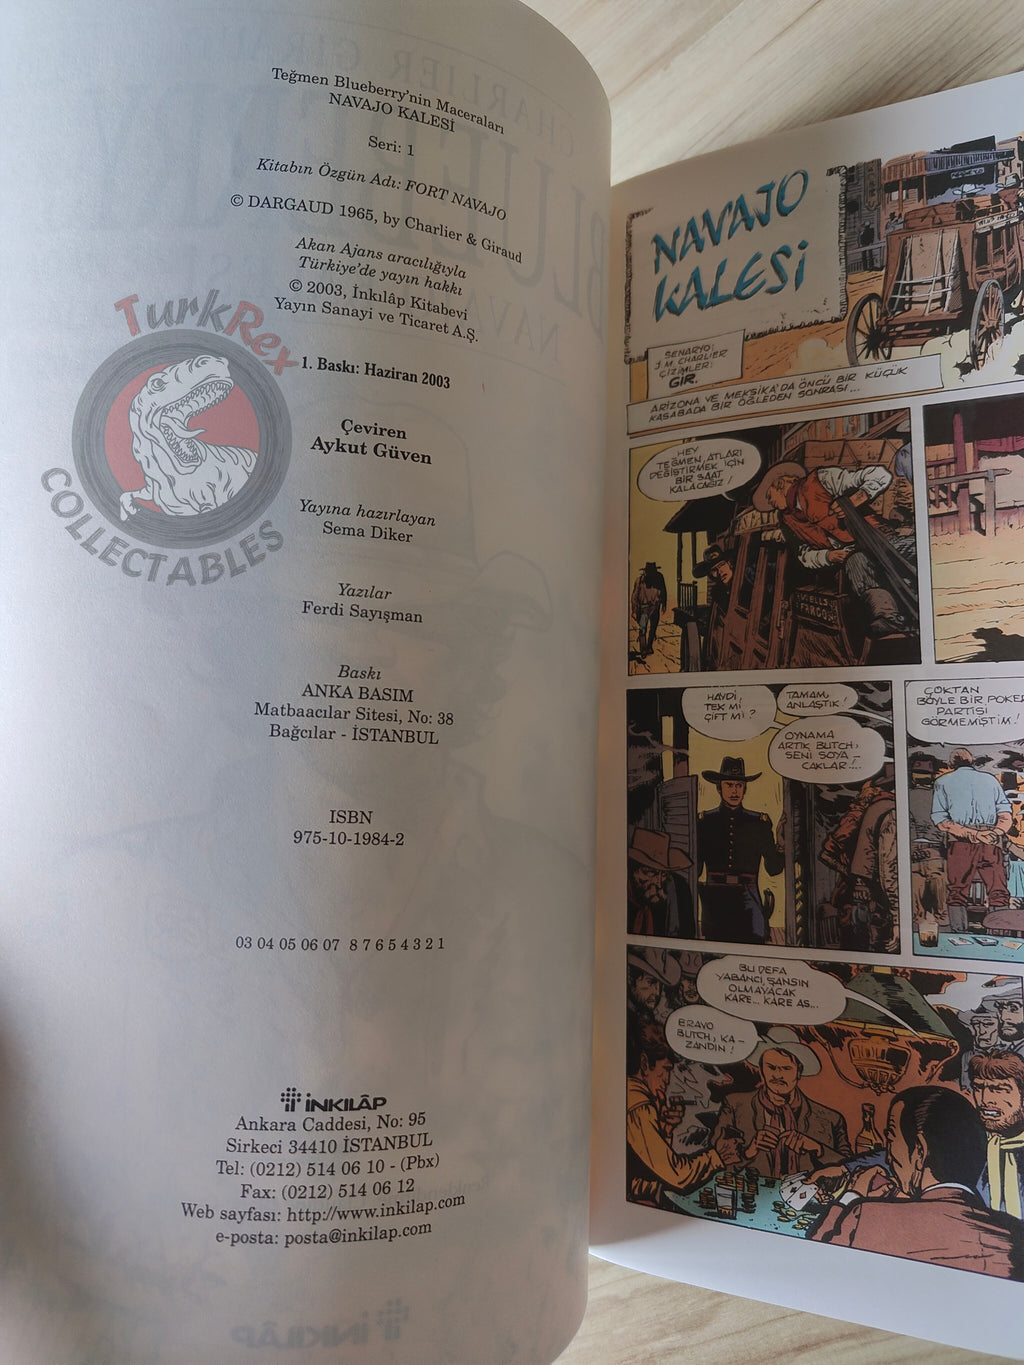 Teğmen Blueberry'nin Maceraları
NAVAJO KALESİ
Seri: 1
Kitabın Özgün Adı: FORT NAVAJO
© DARGAUD 1965, by Charlier & Giraud
Akan Ajans aracılığıyla
Türkiye'de yayın hakkı
© 2003, İnkılâp Kitabevi
Yayın Sanayi ve Ticaret A.Ş.
1. Baskı: Haziran 2003
Çeviren
Aykut Güven
Yayına hazırlayan
Sema Diker
Yazılar
Ferdi Sayışman
Baskı
ANKA BASIM
Matbaacılar Sitesi, No: 38
Bağcılar - İSTANBUL
ISBN
975-10-1984-2
03 04 05 06 07 8 7 6 5 4 3 2 1
İNKILÂP
Ankara Caddesi, No: 95
Sirkeci 34410 İSTANBUL
Tel: (0212) 514 06 10 - (Pbx)
Fax: (0212) 514 06 12
Web sayfası: http://www.inkilap.com
e-posta: posta@inkilap.com
TurkRex
COLLECTABLES
NAVAJO
KALESİ
SENARYO:
J.M. CHARLIER
ÇİZİMLER:
GIR.
ARİZONA VE MEKSİKA'DA ÖNCÜ BİR KÜÇÜK
KASABADA BİR ÖĞLEDEN SONRASI...
HEY
TEĞMEN, ATLARI
DEĞİŞTİRMEK İÇİN
BİR SAAT
KALACAĞIZ!
WELLS
FARGO
HAYDİ,
TEK Mİ
ÇİFT Mİ?
TAMAM,
ANLAŞTIK!
OYNAMA
ARTIK BUTCH,
SENİ SOYA-
CAKLAR!...
ÇOKTAN
BÖYLE BİR POKER
PARTİSİ
GÖRMEMİŞTİM!
BU DEFA
YABANCI, ŞANSIN
OLMAYACAK
KARE... KARE AS...
BRAVO
BUTCH, KA-
ZANDIN!